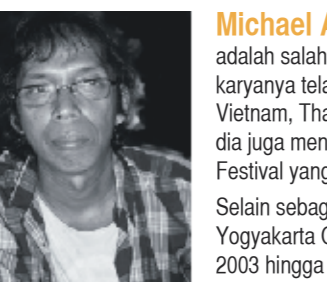 Michael A
adalah salah
karyanya tela
Vietnam, Tha
dia juga men
Festival yang
Selain sebag
Yogyakarta
2003 hingga